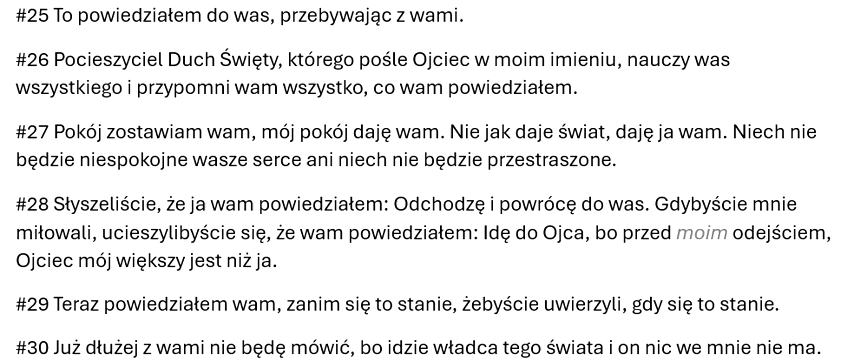 #25 To powiedziałem do was, przebywając z wami.
#26 Pocieszyciel Duch Święty, którego pośle Ojciec w moim imieniu, nauczy was
wszystkiego i przypomni wam wszystko, co wam powiedziałem.
#27 Pokój zostawiam wam, mój pokój daję wam. Nie jak daje świat, daję ja wam. Niech nie
będzie niespokojne wasze serce ani niech nie będzie przestraszone.
#28 Słyszeliście, że ja wam powiedziałem: Odchodzę i powrócę do was. Gdybyście mnie
miłowali, ucieszylibyście się, że wam powiedziałem: Idę do Ojca, bo przed moim odejściem,
Ojciec mój większy jest niż ja.
#29 Teraz powiedziałem wam, zanim się to stanie, żebyście uwierzyli, gdy się to stanie.
#30 Już dłużej z wami nie będę mówić, bo idzie władca tego świata i on nic we mnie nie ma.